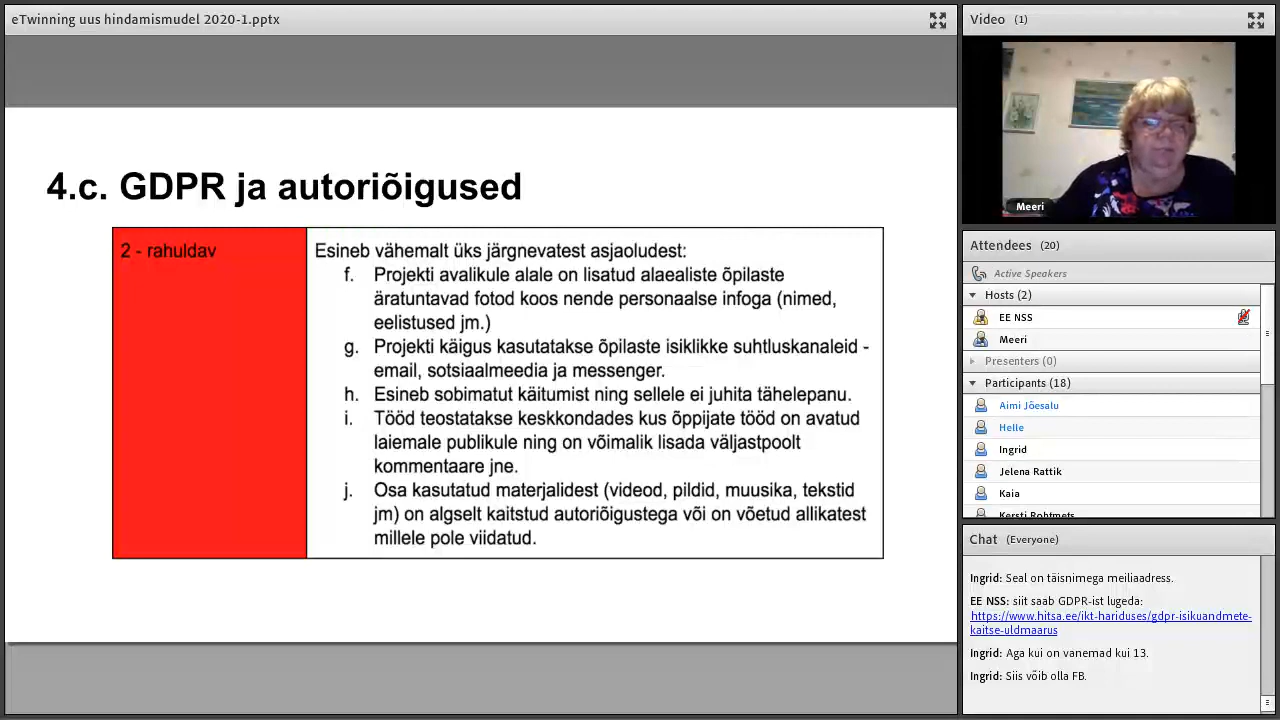 eTwinning uus hindamismudel 2020-1.pptx
4.c. GDPR ja autoriõigused
2 - rahuldav
Esineb vähemalt üks järgnevatest asjaoludest:
f. Projekti avalikule alale on lisatud alaealiste õpilaste
äratuntavad fotod koos nende personaalse infoga (nimed,
eelistused jm.)
g. Projekti käigus kasutatakse õpilaste isiklikke suhtluskanaleid -
email, sotsiaalmeedia ja messenger.
h. Esineb sobimatut käitumist ning sellele ei juhita tähelepanu.
i. Tööd teostatakse keskkondades kus õppijate tööd on avatud
laiemale publikule ning on võimalik lisada väljastpoolt
kommentaare jne.
j. Osa kasutatud materjalidest (videod, pildid, muusika, tekstid
jm) on algselt kaitstud autoriõigustega või on võetud allikatest
millele pole viidatud.
Video (1)
Meeri
Attendees (20)
Active Speakers
Hosts (2)
EE NSS
Meeri
Presenters (0)
Participants (18)
Aimi Jõesalu
Helle
Ingrid
Jelena Rattik
Kaia
Kersti Rohtmets
Chat (Everyone)
Ingrid: Seal on täisnimega meiliaadress.
EE NSS: siit saab GDPR-ist lugeda:
https://www.hitsa.ee/ikt-hariduses/gdpr-isikuandmete-
kaitse-uldmaarus
Ingrid: Aga kui on vanemad kui 13.
Ingrid: Siis võib olla FB.